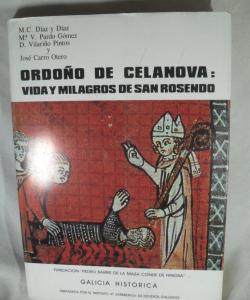 M.C. Díaz y Díaz
Mª V. Pardo Gómez
D. Vilariño Pintos
y
José Carro Otero
ORDOÑO DE CELANOVA:
VIDA Y MILAGROS DE SAN ROSENDO
FUNDACION "PEDRO BARRIE DE LA MAZA CONDE DE FENOSA"
GALICIA HISTORICA